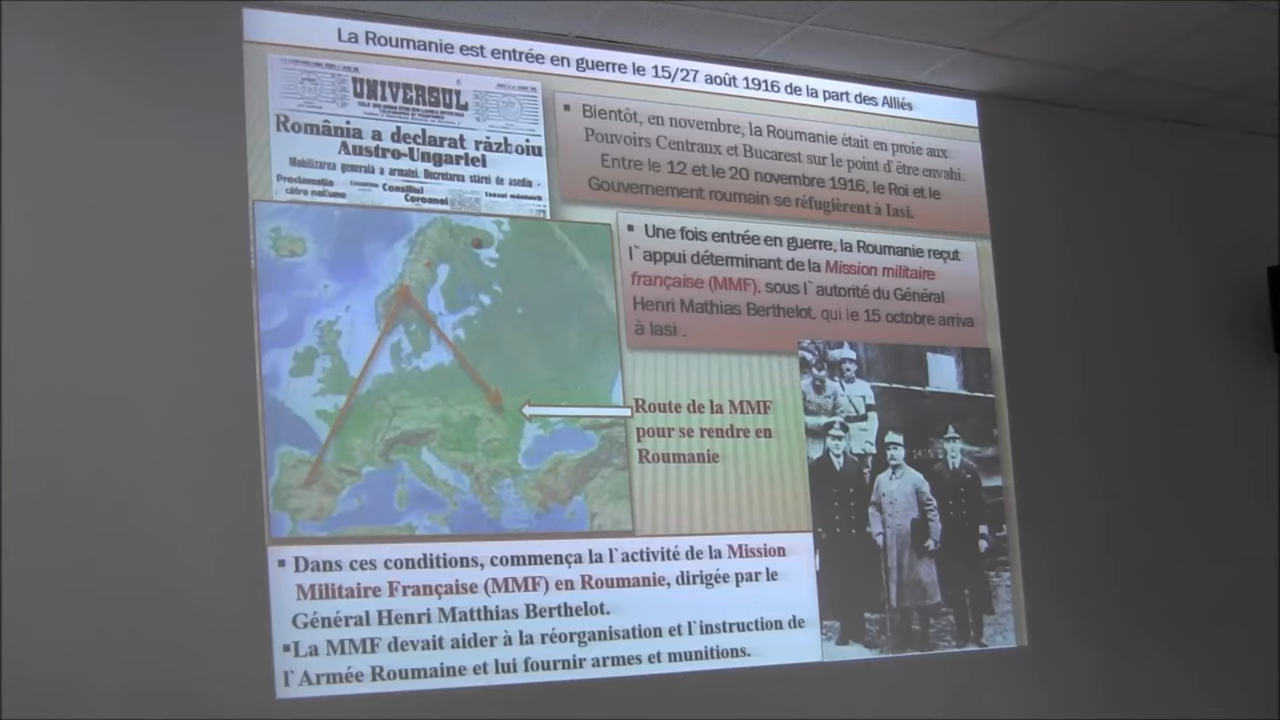 La Roumanie est entrée en guerre le 15/27 août 1916 de la part des Alliés
UNIVERSUL
România a declarat războiu
Austro-Ungariei
Mobilizarea generală a armatei. Decretarea stărei de asediu
Proclamația
către națiune
Consiliul
Coroanei
▪ Bientôt, en novembre, la Roumanie était en proie aux
Pouvoirs Centraux et Bucarest sur le point d`être envahi.
Entre le 12 et le 20 novembre 1916, le Roi et le
Gouvernement roumain se réfugièrent à Iasi.
▪ Une fois entrée en guerre, la Roumanie reçut
l`appui déterminant de la Mission militaire
française (MMF), sous l`autorité du Général
Henri Mathias Berthelot, qui le 15 octobre arriva
à Iasi .
Route de la MMF
pour se rendre en
Roumanie
▪ Dans ces conditions, commença la l`activité de la Mission
Militaire Française (MMF) en Roumanie, dirigée par le
Général Henri Matthias Berthelot.
▪La MMF devait aider à la réorganisation et l`instruction de
l`Armée Roumaine et lui fournir armes et munitions.